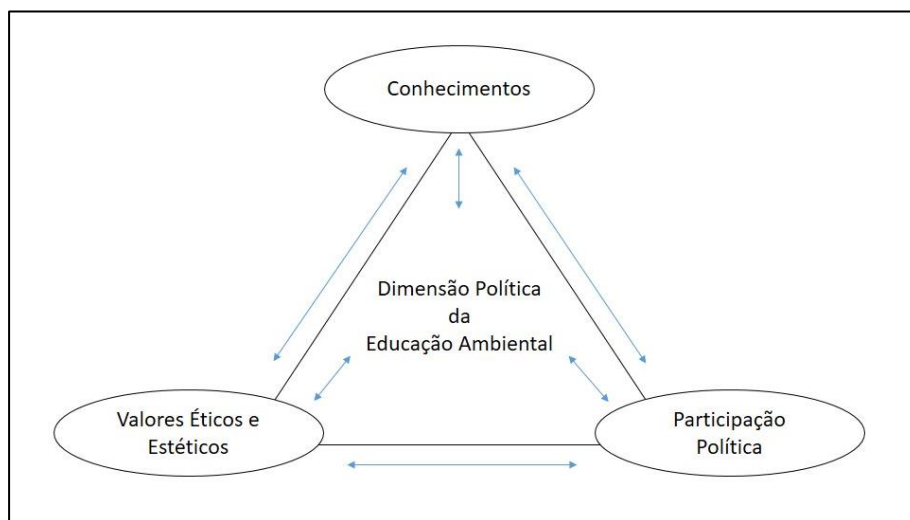 Conhecimentos
Dimensão Política
da
Educação Ambiental
Valores Éticos e
Estéticos
Participação
Política